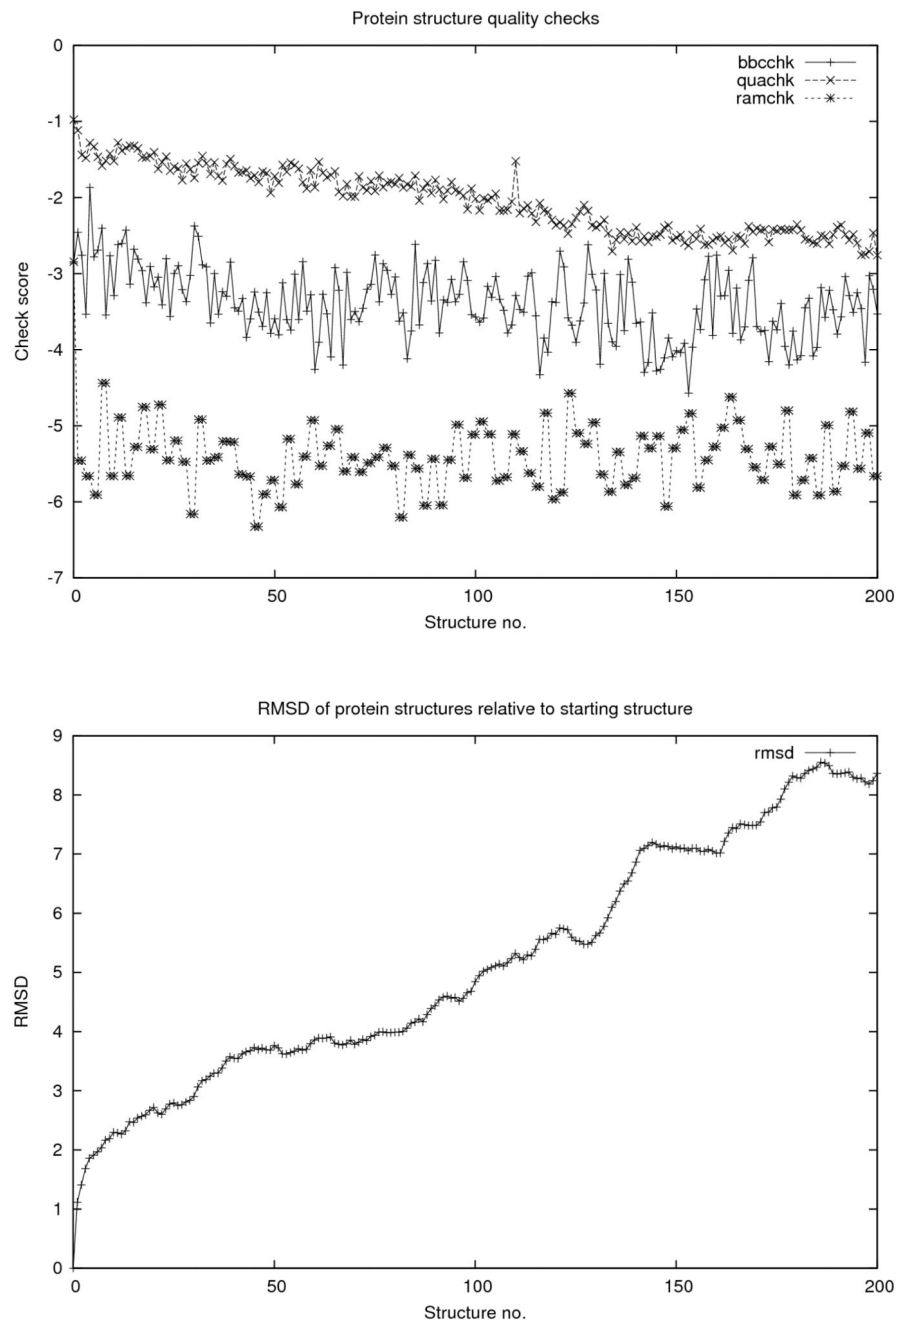 Protein structure quality checks
0
-1
-2
-3
-4
-5
-6
-7
Check score
bbcchk
quachk
ramchk
0 50 100 150 200
Structure no.
RMSD of protein structures relative to starting structure
9
8
7
6
5
4
3
2
1
0
RMSD
rmsd
0 50 100 150 200
Structure no.